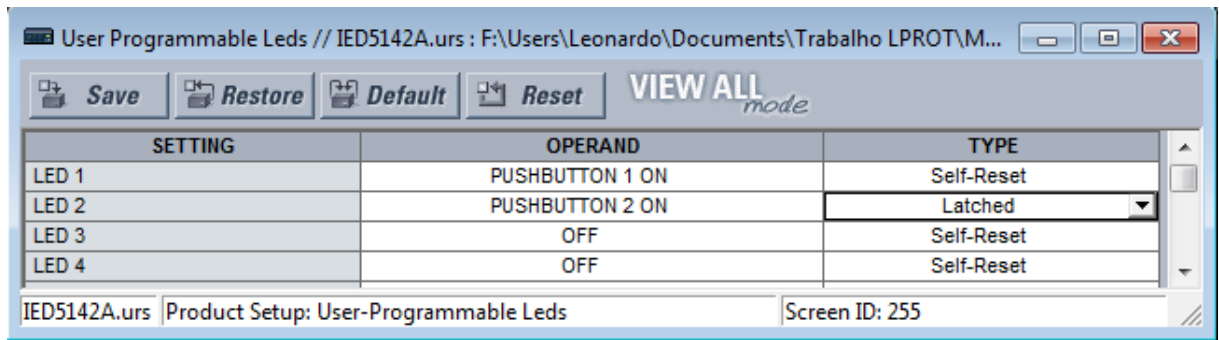 User Programmable Leds // IED5142A.urs : F:\Users\Leonardo\Documents\Trabalho LPROT\M...
Save Restore Default Reset VIEW ALL mode
SETTING OPERAND TYPE
LED 1 PUSHBUTTON 1 ON Self-Reset
LED 2 PUSHBUTTON 2 ON Latched
LED 3 OFF Self-Reset
LED 4 OFF Self-Reset
IED5142A.urs Product Setup: User-Programmable Leds Screen ID: 255